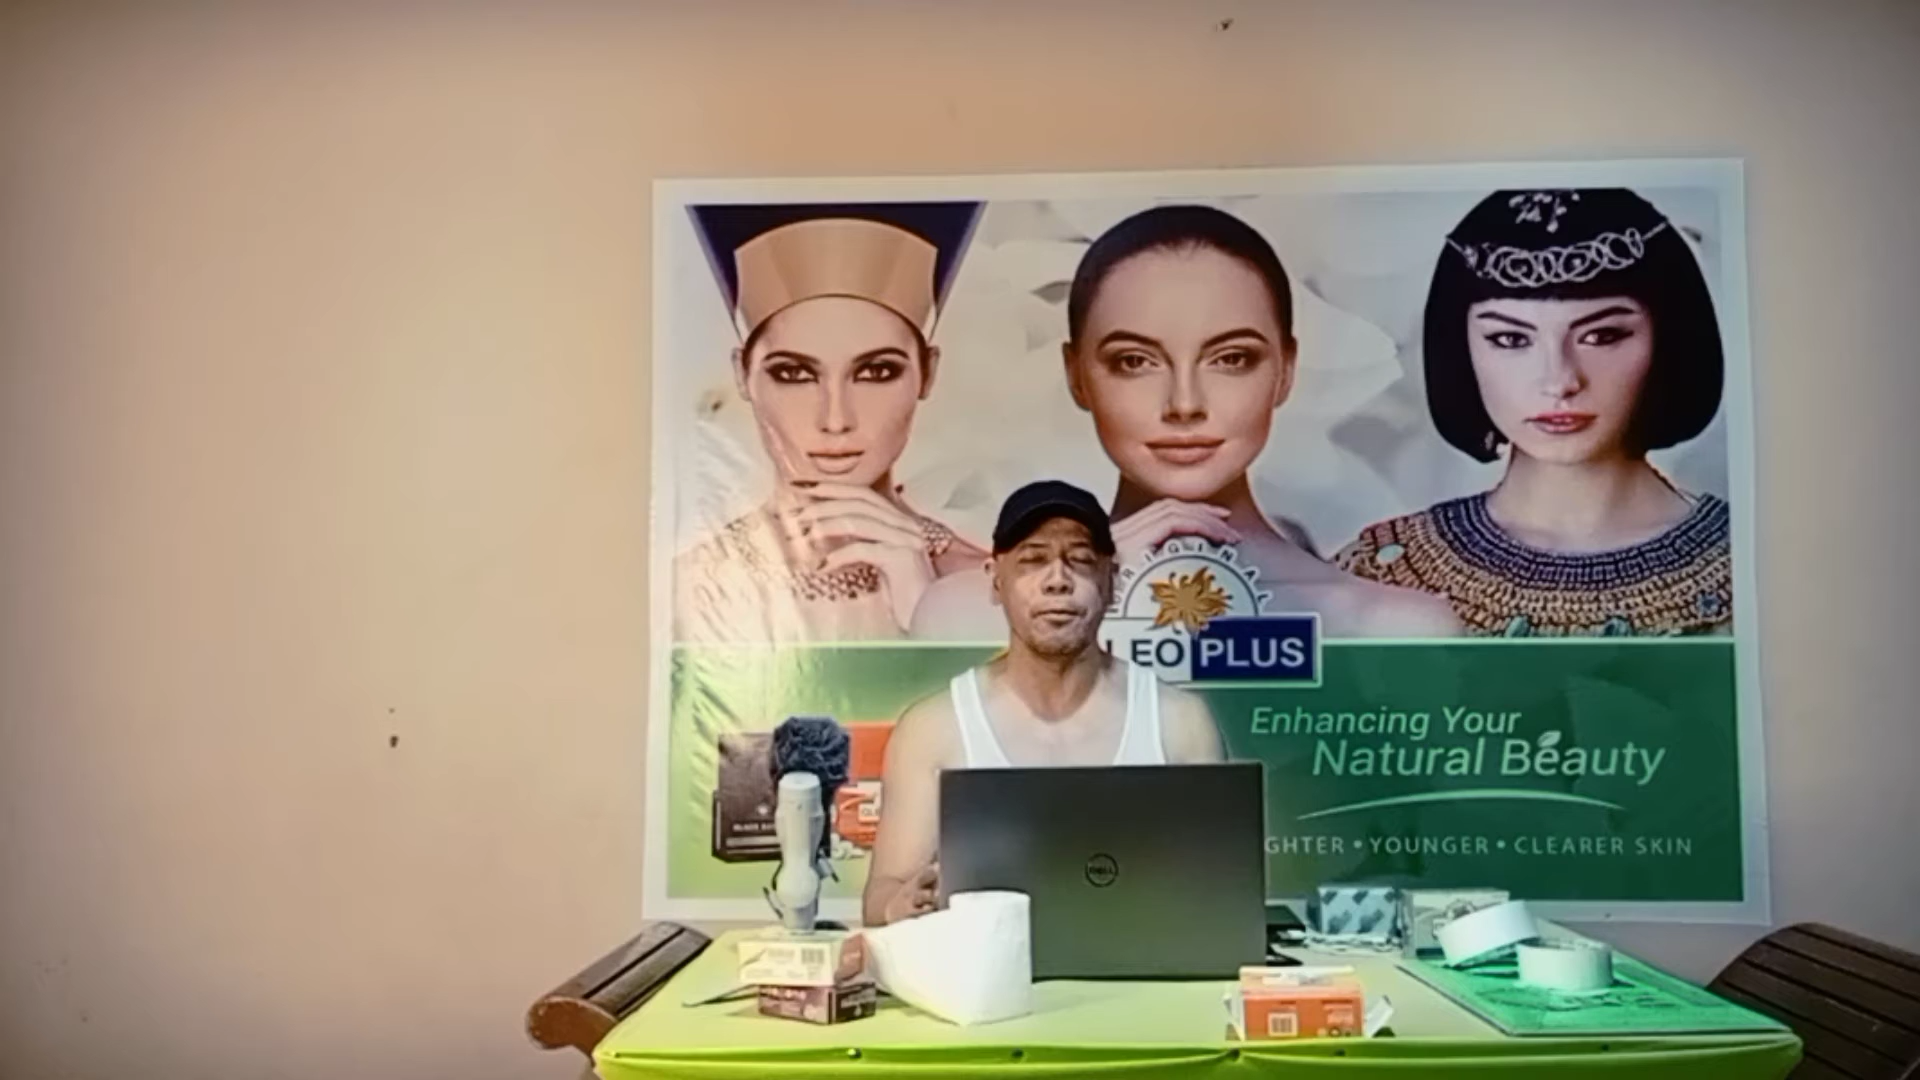 ORIGINAL
LEO PLUS
Enhancing Your
Natural Beauty
GHTER • YOUNGER • CLEARER SKIN
DELL